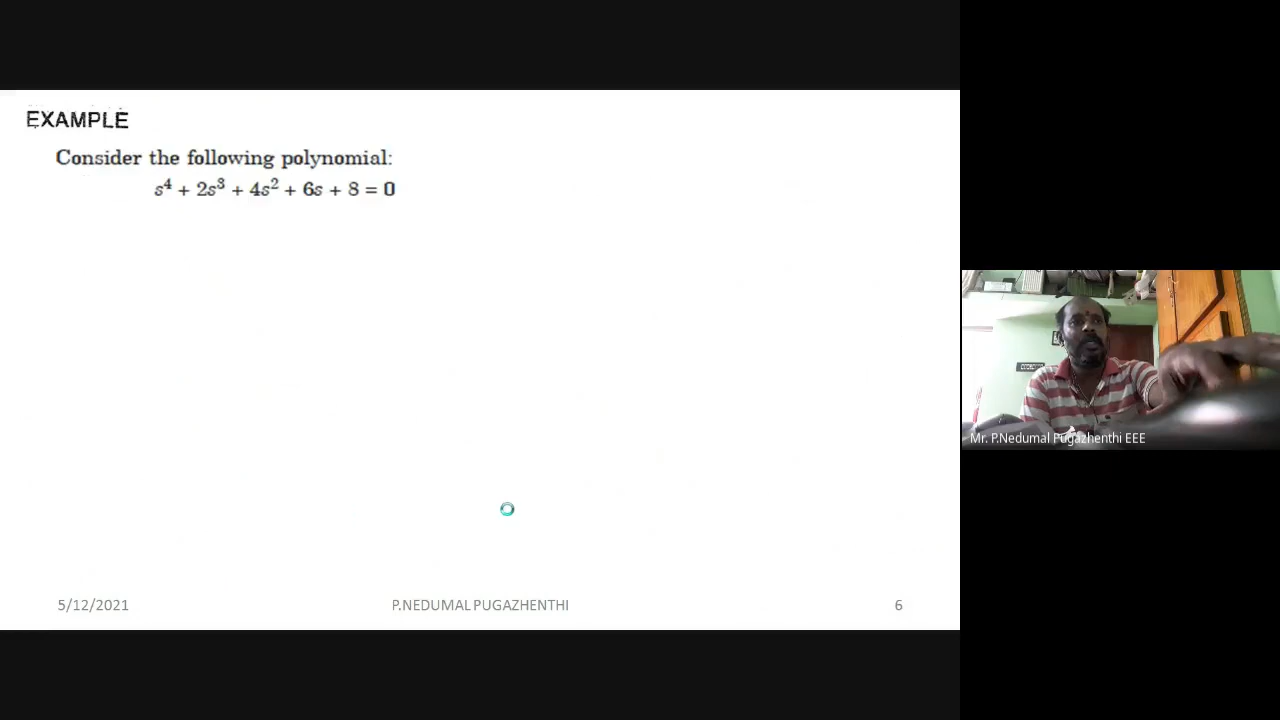 EXAMPLE
Consider the following polynomial:
s⁴ + 2s³ + 4s² + 6s + 8 = 0
Mr. P.Nedumal Pugazhenthi EEE
5/12/2021 P.NEDUMAL PUGAZHENTHI 6